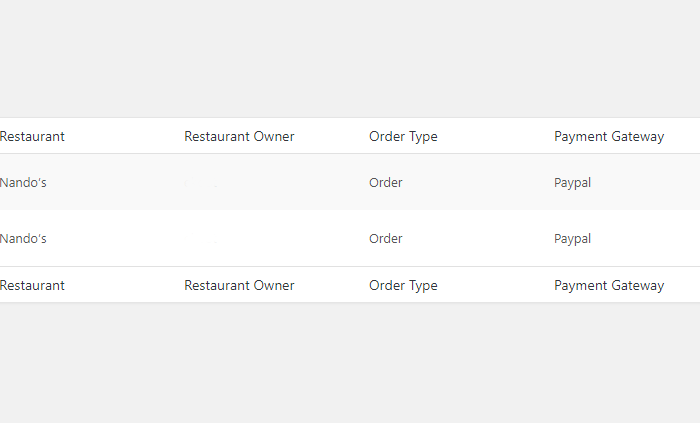 Restaurant Restaurant Owner Order Type Payment Gateway
Nando's Order Paypal
Nando's Order Paypal
Restaurant Restaurant Owner Order Type Payment Gateway